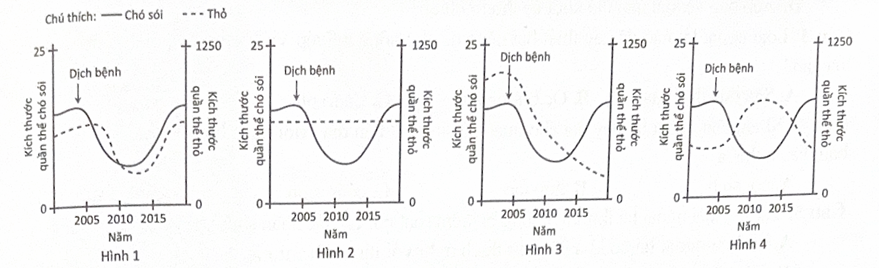 Chú thích: Chó sói Thỏ
25
1250
Dịch bệnh
Kích thước
quần thể chó sói
Kích thước
quần thể thỏ
0
0
2005 2010 2015
Năm
Hình 1
25
1250
Dịch bệnh
Kích thước
quần thể chó sói
Kích thước
quần thể thỏ
0
0
2005 2010 2015
Năm
Hình 2
25
1250
Dịch bệnh
Kích thước
quần thể chó sói
Kích thước
quần thể thỏ
0
0
2005 2010 2015
Năm
Hình 3
25
1250
Dịch bệnh
Kích thước
quần thể chó sói
Kích thước
quần thể thỏ
0
0
2005 2010 2015
Năm
Hình 4